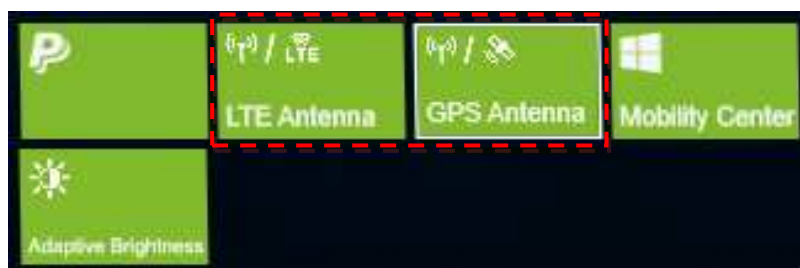 LTE
LTE Antenna
GPS Antenna
Mobility Center
Adaptive Brightness